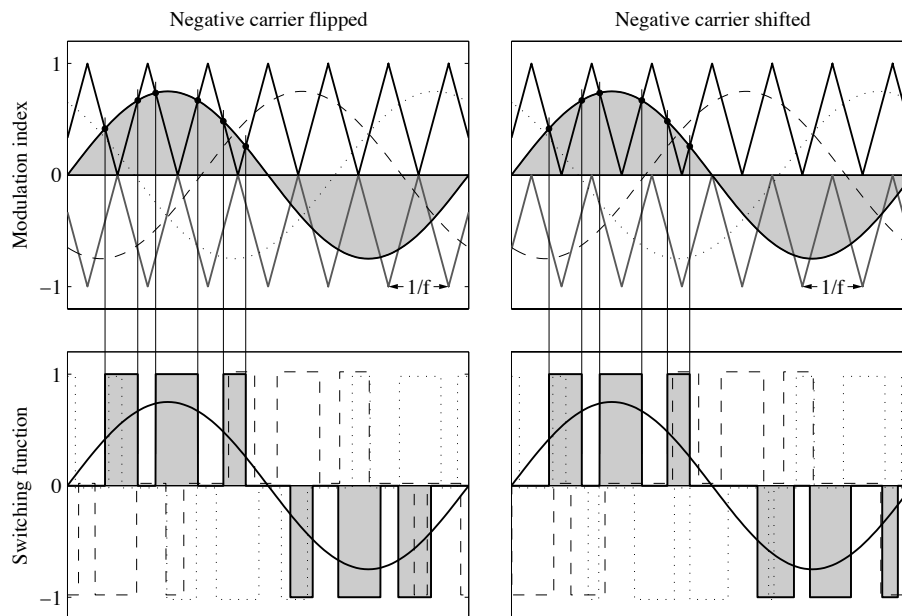 Negative carrier flipped
Negative carrier shifted
Modulation index
1
0
−1
1/f
1/f
Switching function
1
0
−1